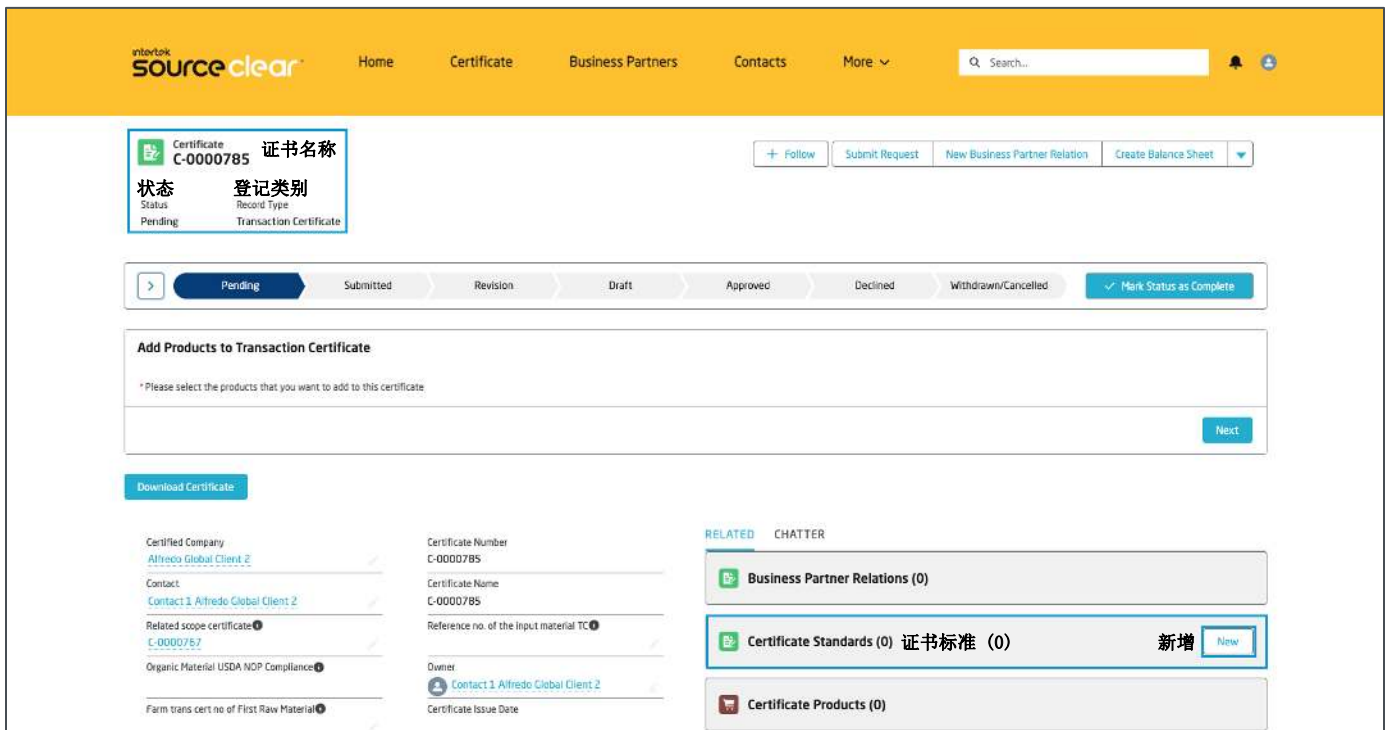 intertek
sourceclear
Home Certificate Business Partners Contacts More Search...
Certificate
C-0000785 证书名称
状态 登记类别
Status Record Type
Pending Transaction Certificate
+ Follow Submit Request New Business Partner Relation Create Balance Sheet
Pending Submitted Revision Draft Approved Declined Withdrawn/Cancelled ✓ Mark Status as Complete
Add Products to Transaction Certificate
* Please select the products that you want to add to this certificate
Next
Download Certificate
Certified Company
Alfredo Global Client 2
Contact
Contact 1 Alfredo Global Client 2
Related scope certificate
C-0000767
Organic Material USDA NOP Compliance
Farm trans cert no of First Raw Material
Certificate Number
C-0000785
Certificate Name
C-0000785
Reference no. of the input material TC
Owner
Contact 1 Alfredo Global Client 2
Certificate Issue Date
RELATED CHATTER
Business Partner Relations (0)
Certificate Standards (0) 证书标准（0） 新增 New
Certificate Products (0)